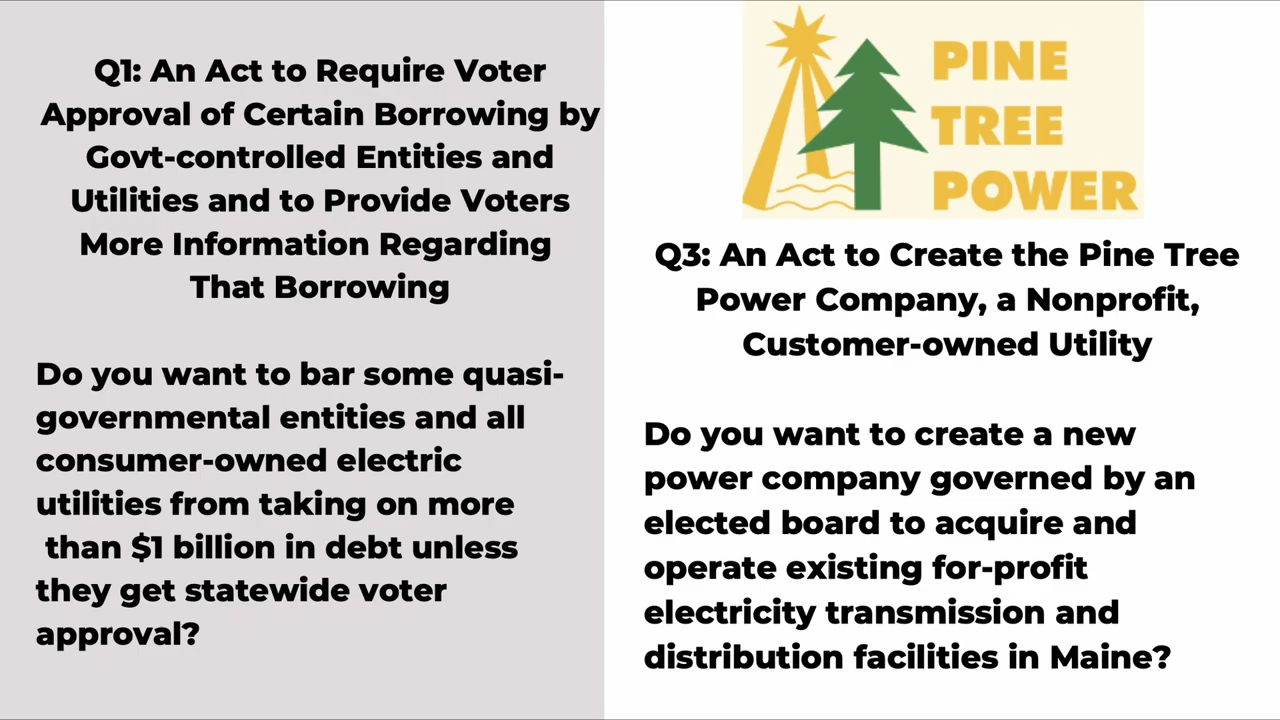 Q1: An Act to Require Voter
Approval of Certain Borrowing by
Govt-controlled Entities and
Utilities and to Provide Voters
More Information Regarding
That Borrowing
Do you want to bar some quasi-
governmental entities and all
consumer-owned electric
utilities from taking on more
than $1 billion in debt unless
they get statewide voter
approval?
PINE
TREE
POWER
Q3: An Act to Create the Pine Tree
Power Company, a Nonprofit,
Customer-owned Utility
Do you want to create a new
power company governed by an
elected board to acquire and
operate existing for-profit
electricity transmission and
distribution facilities in Maine?